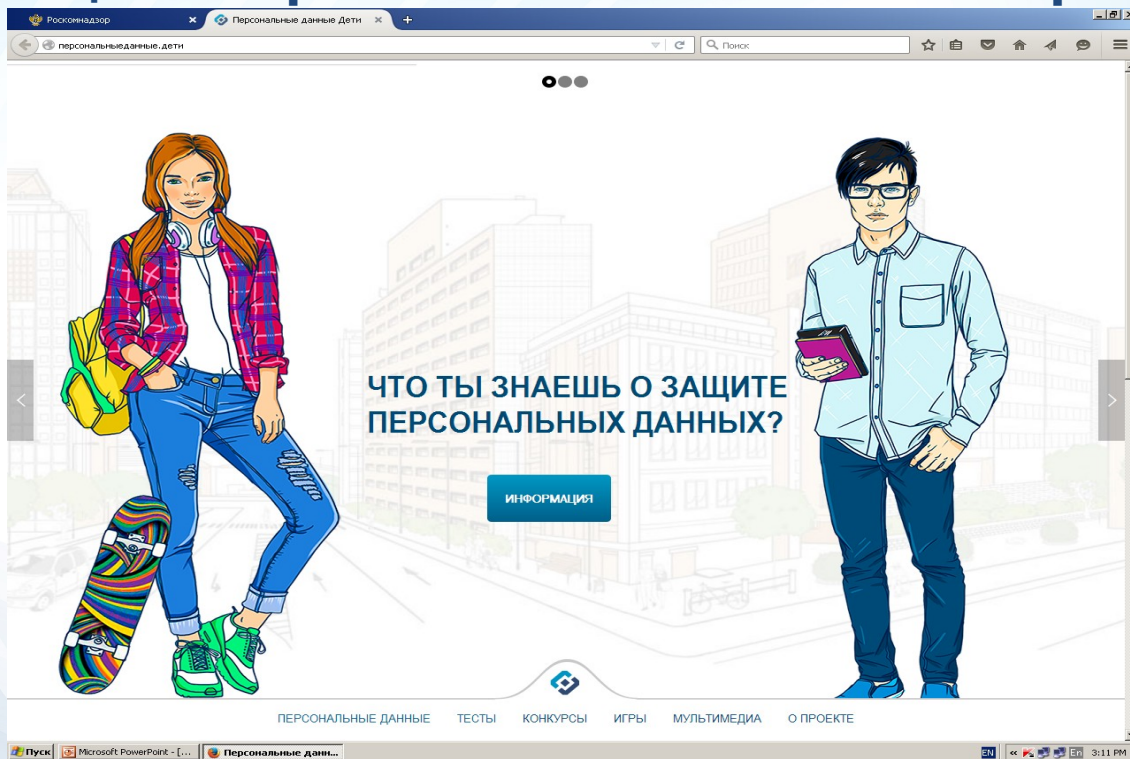 Роскомнадзор
Персональные данные Дети
персональныеданные.дети
Поиск
ЧТО ТЫ ЗНАЕШЬ О ЗАЩИТЕ
ПЕРСОНАЛЬНЫХ ДАННЫХ?
ИНФОРМАЦИЯ
ПЕРСОНАЛЬНЫЕ ДАННЫЕ ТЕСТЫ КОНКУРСЫ ИГРЫ МУЛЬТИМЕДИА О ПРОЕКТЕ
Пуск Microsoft PowerPoint - [... Персональные данн... EN En 3:11 PM